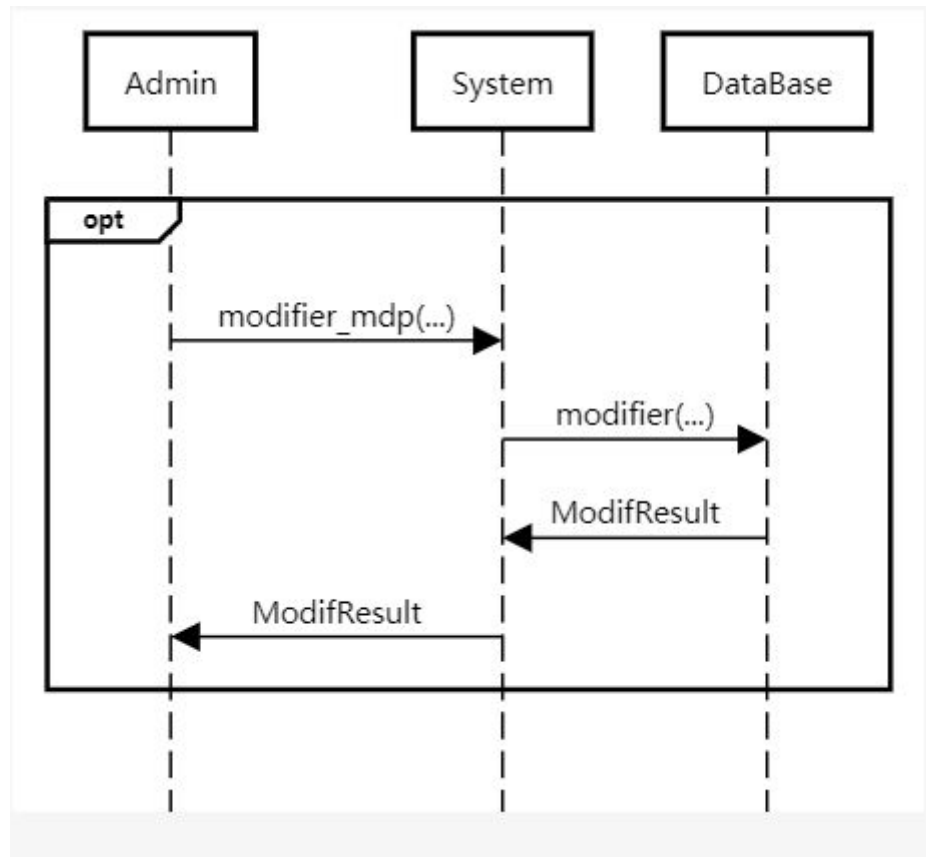 Admin
System
DataBase
opt
modifier_mdp(...)
modifier(...)
ModifResult
ModifResult